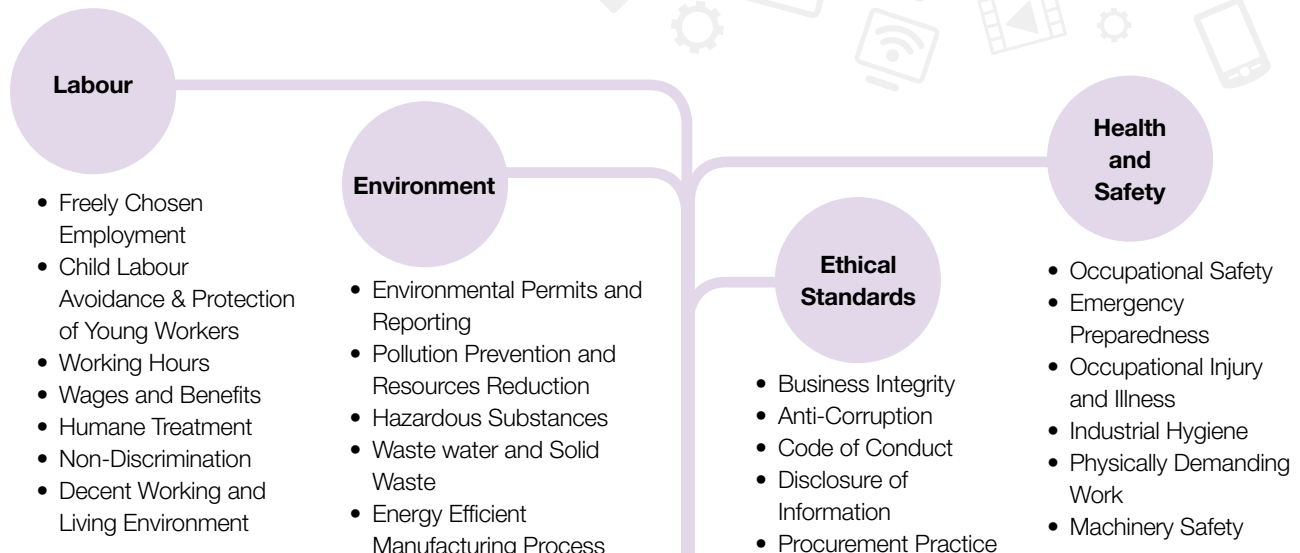 Labour
• Freely Chosen
Employment
• Child Labour
Avoidance & Protection
of Young Workers
• Working Hours
• Wages and Benefits
• Humane Treatment
• Non-Discrimination
• Decent Working and
Living Environment
Environment
• Environmental Permits and
Reporting
• Pollution Prevention and
Resources Reduction
• Hazardous Substances
• Waste water and Solid
Waste
• Energy Efficient
Manufacturing Process
Ethical
Standards
• Business Integrity
• Anti-Corruption
• Code of Conduct
• Disclosure of
Information
• Procurement Practice
Health
and
Safety
• Occupational Safety
• Emergency
Preparedness
• Occupational Injury
and Illness
• Industrial Hygiene
• Physically Demanding
Work
• Machinery Safety